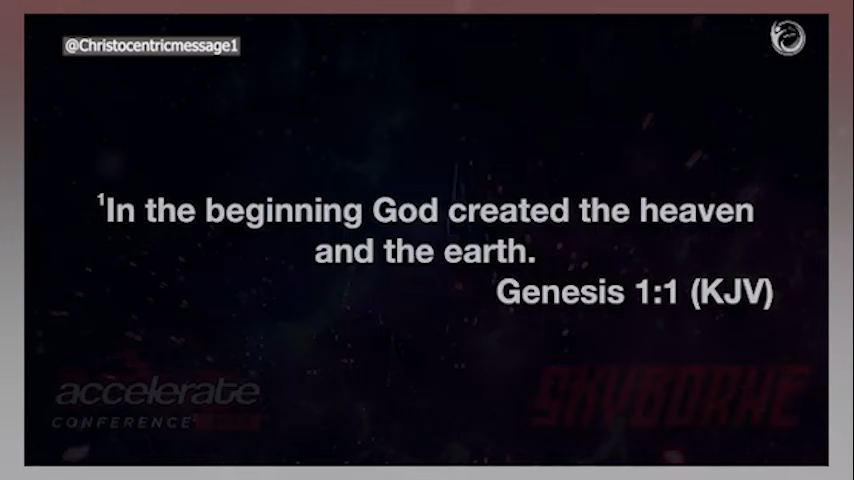 @Christocentricmessage1
¹In the beginning God created the heaven
and the earth.
Genesis 1:1 (KJV)
accelerate
CONFERENCE
SKYBORNE